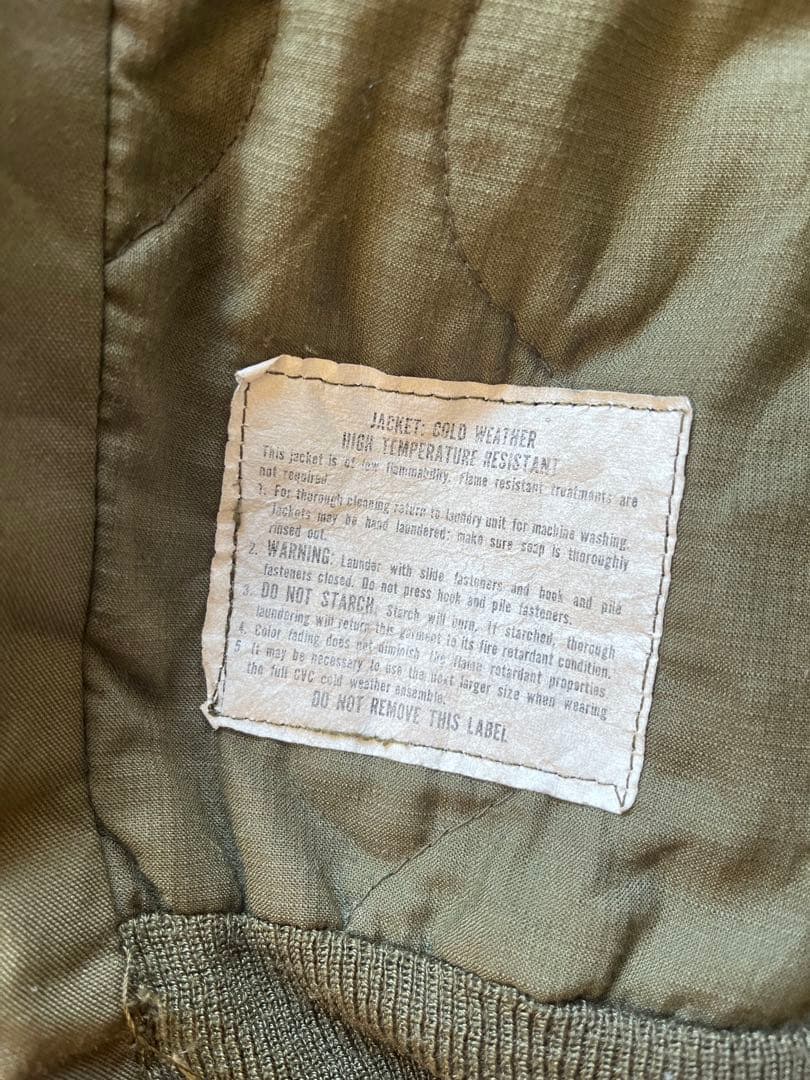 JACKET: COLD WEATHER
HIGH TEMPERATURE RESISTANT
This jacket is of low flammability. Flame resistant treatments are
not required
1. For thorough cleaning return to laundry unit for machine washing.
Jackets may be hand laundered: make sure soap is thoroughly
rinsed out.
2. WARNING: Launder with slide fasteners and hook and pile
fasteners closed. Do not press hook and pile fasteners.
3. DO NOT STARCH. Starch will burn. If starched, thorough
laundering will return this garment to its fire retardant condition.
4. Color fading does not diminish the flame retardant properties
5 It may be necessary to use the next larger size when wearing
the full CVC cold weather ensemble.
DO NOT REMOVE THIS LABEL